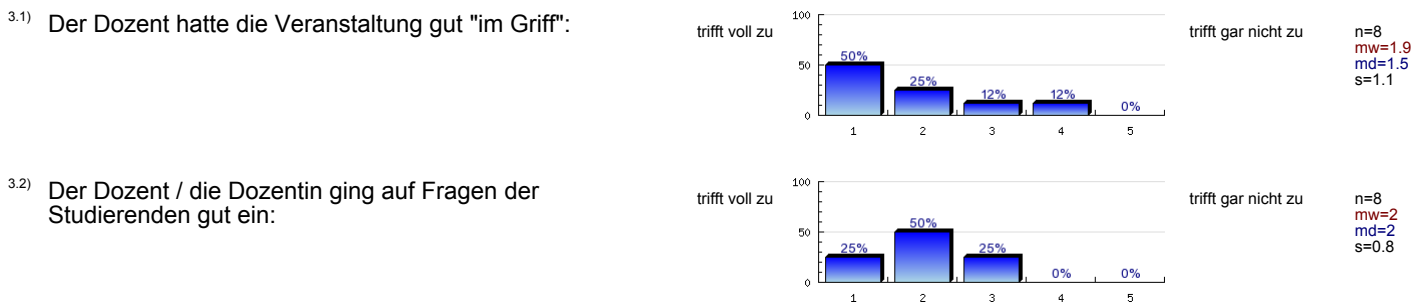 3.1) Der Dozent hatte die Veranstaltung gut "im Griff":
trifft voll zu
100
50
0
50%
25%
12%
12%
0%
1 2 3 4 5
trifft gar nicht zu
n=8
mw=1.9
md=1.5
s=1.1
3.2) Der Dozent / die Dozentin ging auf Fragen der
Studierenden gut ein:
trifft voll zu
100
50
0
25%
50%
25%
0%
0%
1 2 3 4 5
trifft gar nicht zu
n=8
mw=2
md=2
s=0.8